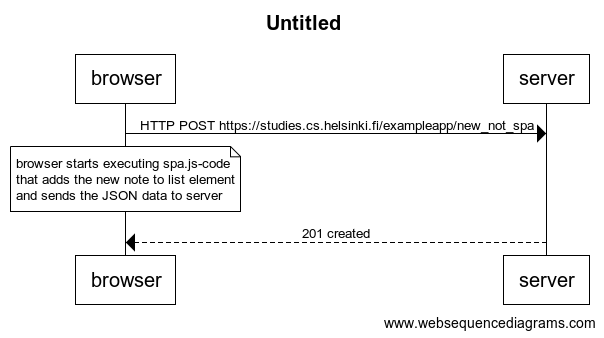 Untitled
browser
server
HTTP POST https://studies.cs.helsinki.fi/exampleapp/new_not_spa
browser starts executing spa.js-code
that adds the new note to list element
and sends the JSON data to server
201 created
browser
server
www.websequencediagrams.com